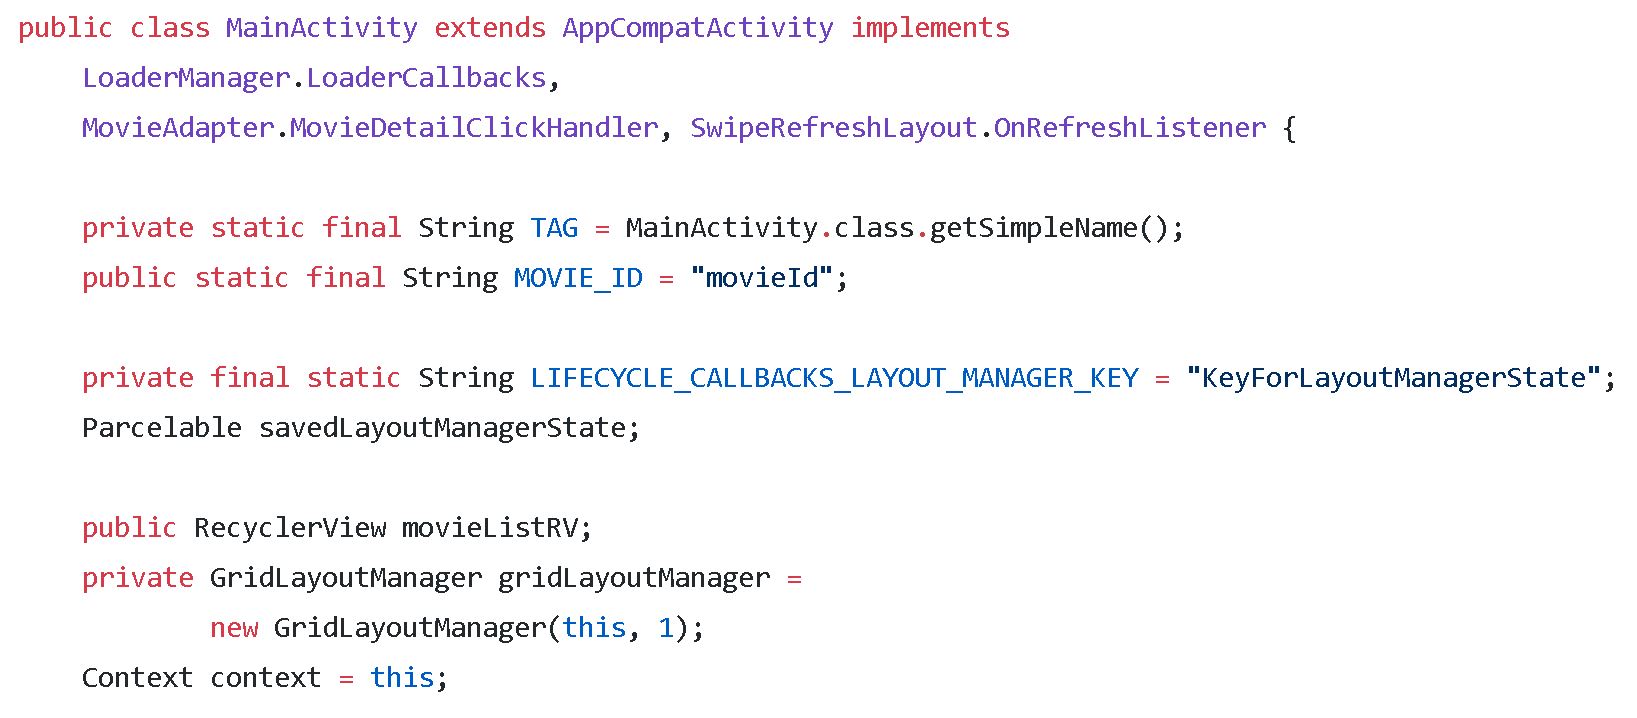 public class MainActivity extends AppCompatActivity implements
    LoaderManager.LoaderCallbacks,
    MovieAdapter.MovieDetailClickHandler, SwipeRefreshLayout.OnRefreshListener {
    private static final String TAG = MainActivity.class.getSimpleName();
    public static final String MOVIE_ID = "movieId";
    private final static String LIFECYCLE_CALLBACKS_LAYOUT_MANAGER_KEY = "KeyForLayoutManagerState";
    Parcelable savedLayoutManagerState;
    public RecyclerView movieListRV;
    private GridLayoutManager gridLayoutManager =
            new GridLayoutManager(this, 1);
    Context context = this;